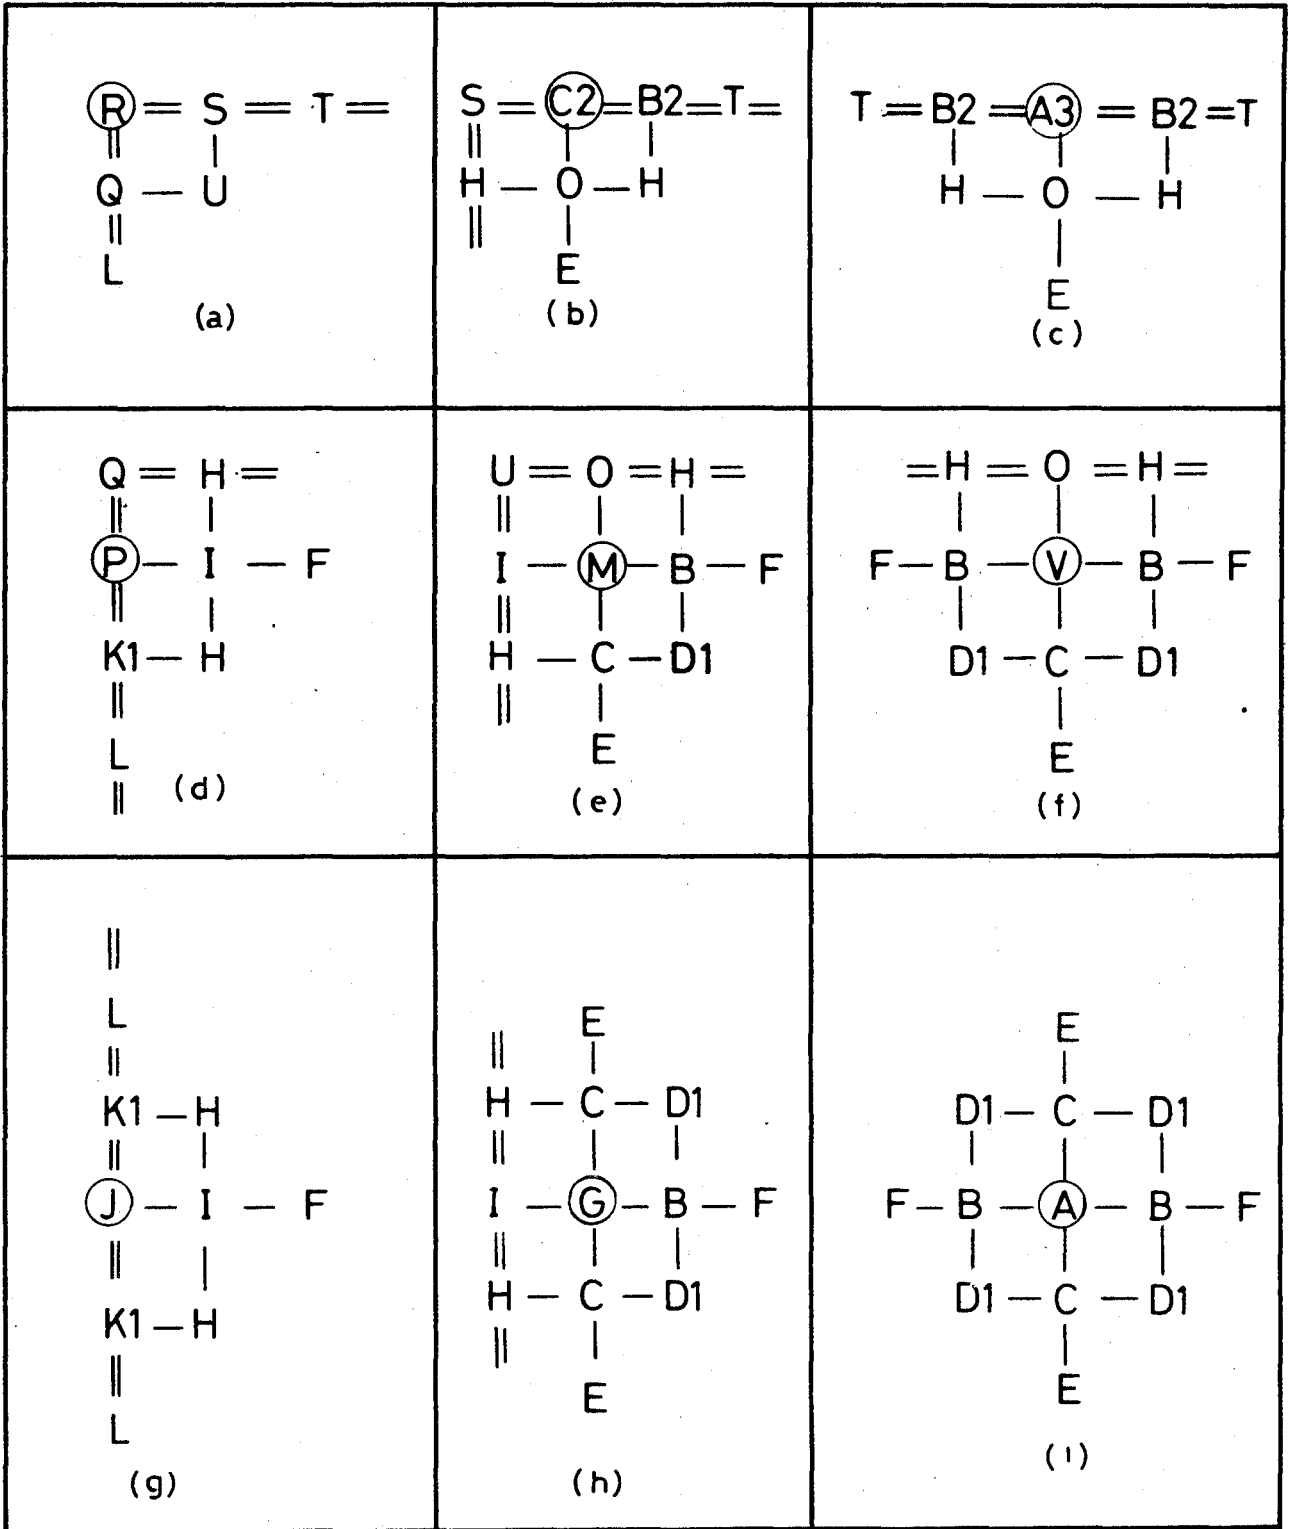 R = S = T =
Q — U
L
(a)
S = C2 = B2 = T =
H — O — H
E
(b)
T = B2 = A3 = B2 = T
H — O — H
E
(c)
Q = H =
P — I — F
K1 — H
L
(d)
U = O = H =
I — M — B — F
H — C — D1
E
(e)
= H = O = H =
F — B — V — B — F
D1 — C — D1
E
(f)
L
K1 — H
J — I — F
K1 — H
L
(g)
E
H — C — D1
I — G — B — F
H — C — D1
E
(h)
E
D1 — C — D1
F — B — A — B — F
D1 — C — D1
E
(i)